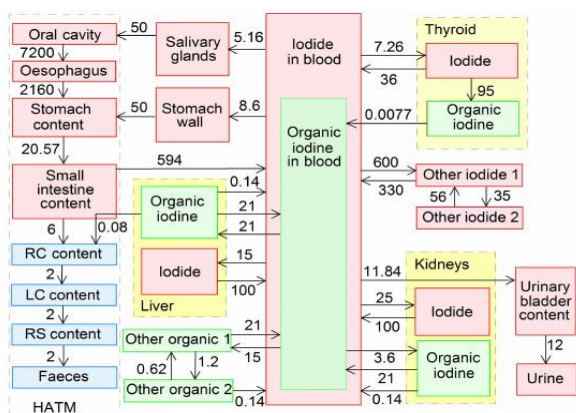 Oral cavity
50
Salivary
glands
5.16
Iodide
in blood
7.26
36
Thyroid
Iodide
95
Organic
iodine
0.0077
7200
Oesophagus
2160
Stomach
content
50
Stomach
wall
8.6
Organic
iodine
in blood
20.57
594
Small
intestine
content
0.14
Organic
iodine
21
21
0.08
600
330
Other iodide 1
56
35
Other iodide 2
6
RC content
15
Iodide
100
Liver
2
LC content
2
RS content
2
Faeces
HATM
Other organic 1
21
15
0.62
1.2
Other organic 2
0.14
Kidneys
11.84
Urinary
bladder
content
25
Iodide
100
3.6
Organic
iodine
21
0.14
12
Urine